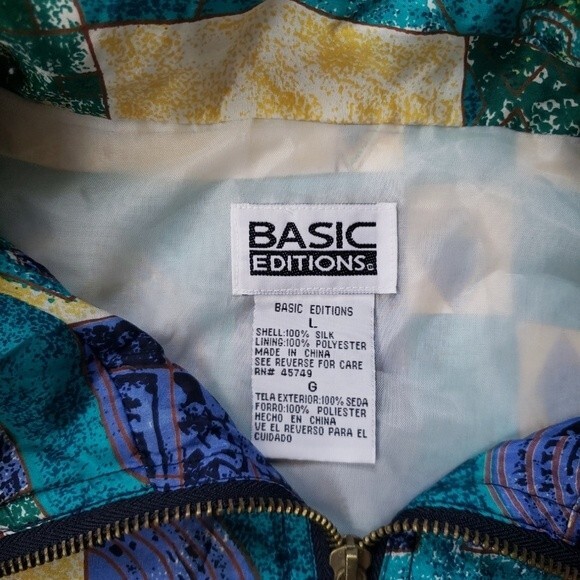 BASIC
EDITIONS
BASIC EDITIONS
L
SHELL:100% SILK
LINING:100% POLYESTER
MADE IN CHINA
SEE REVERSE FOR CARE
RN# 45749
G
TELA EXTERIOR:100% SEDA
FORRO:100% POLIESTER
HECHO EN CHINA
VE EL REVERSO PARA EL
CUIDADO